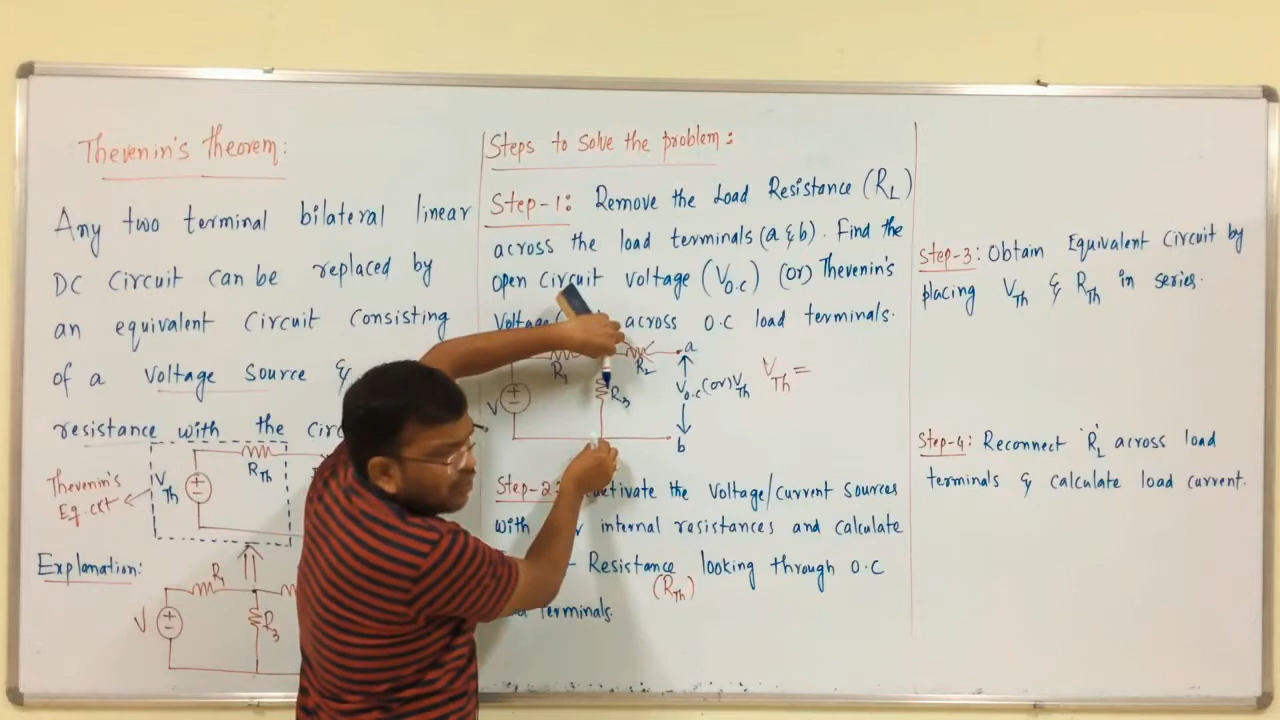 Thevenin's theorem:
Any two terminal bilateral linear
DC Circuit can be replaced by
an equivalent Circuit Consisting
of a Voltage Source &
resistance with the
Thevenin's
Eq.ckt
V Th
R Th
Explanation:
V
R1
R3
Steps to Solve the problem:
Step-1: Remove the Load Resistance (RL)
across the load terminals (a & b). Find the
open Circuit voltage (Vo.c) (or) Thevenin's
Voltage across O.C load terminals.
V
R1
R2
R3
a
Vo.c (or) VTh
b
VTh =
Step-2: the Voltage/current Sources
with internal resistances and calculate
Resistance looking through O.C
(RTh)
terminals.
Step-3: Obtain Equivalent Circuit by
placing VTh & RTh in series.
Step-4: Reconnect 'RL' across load
terminals & calculate load current.